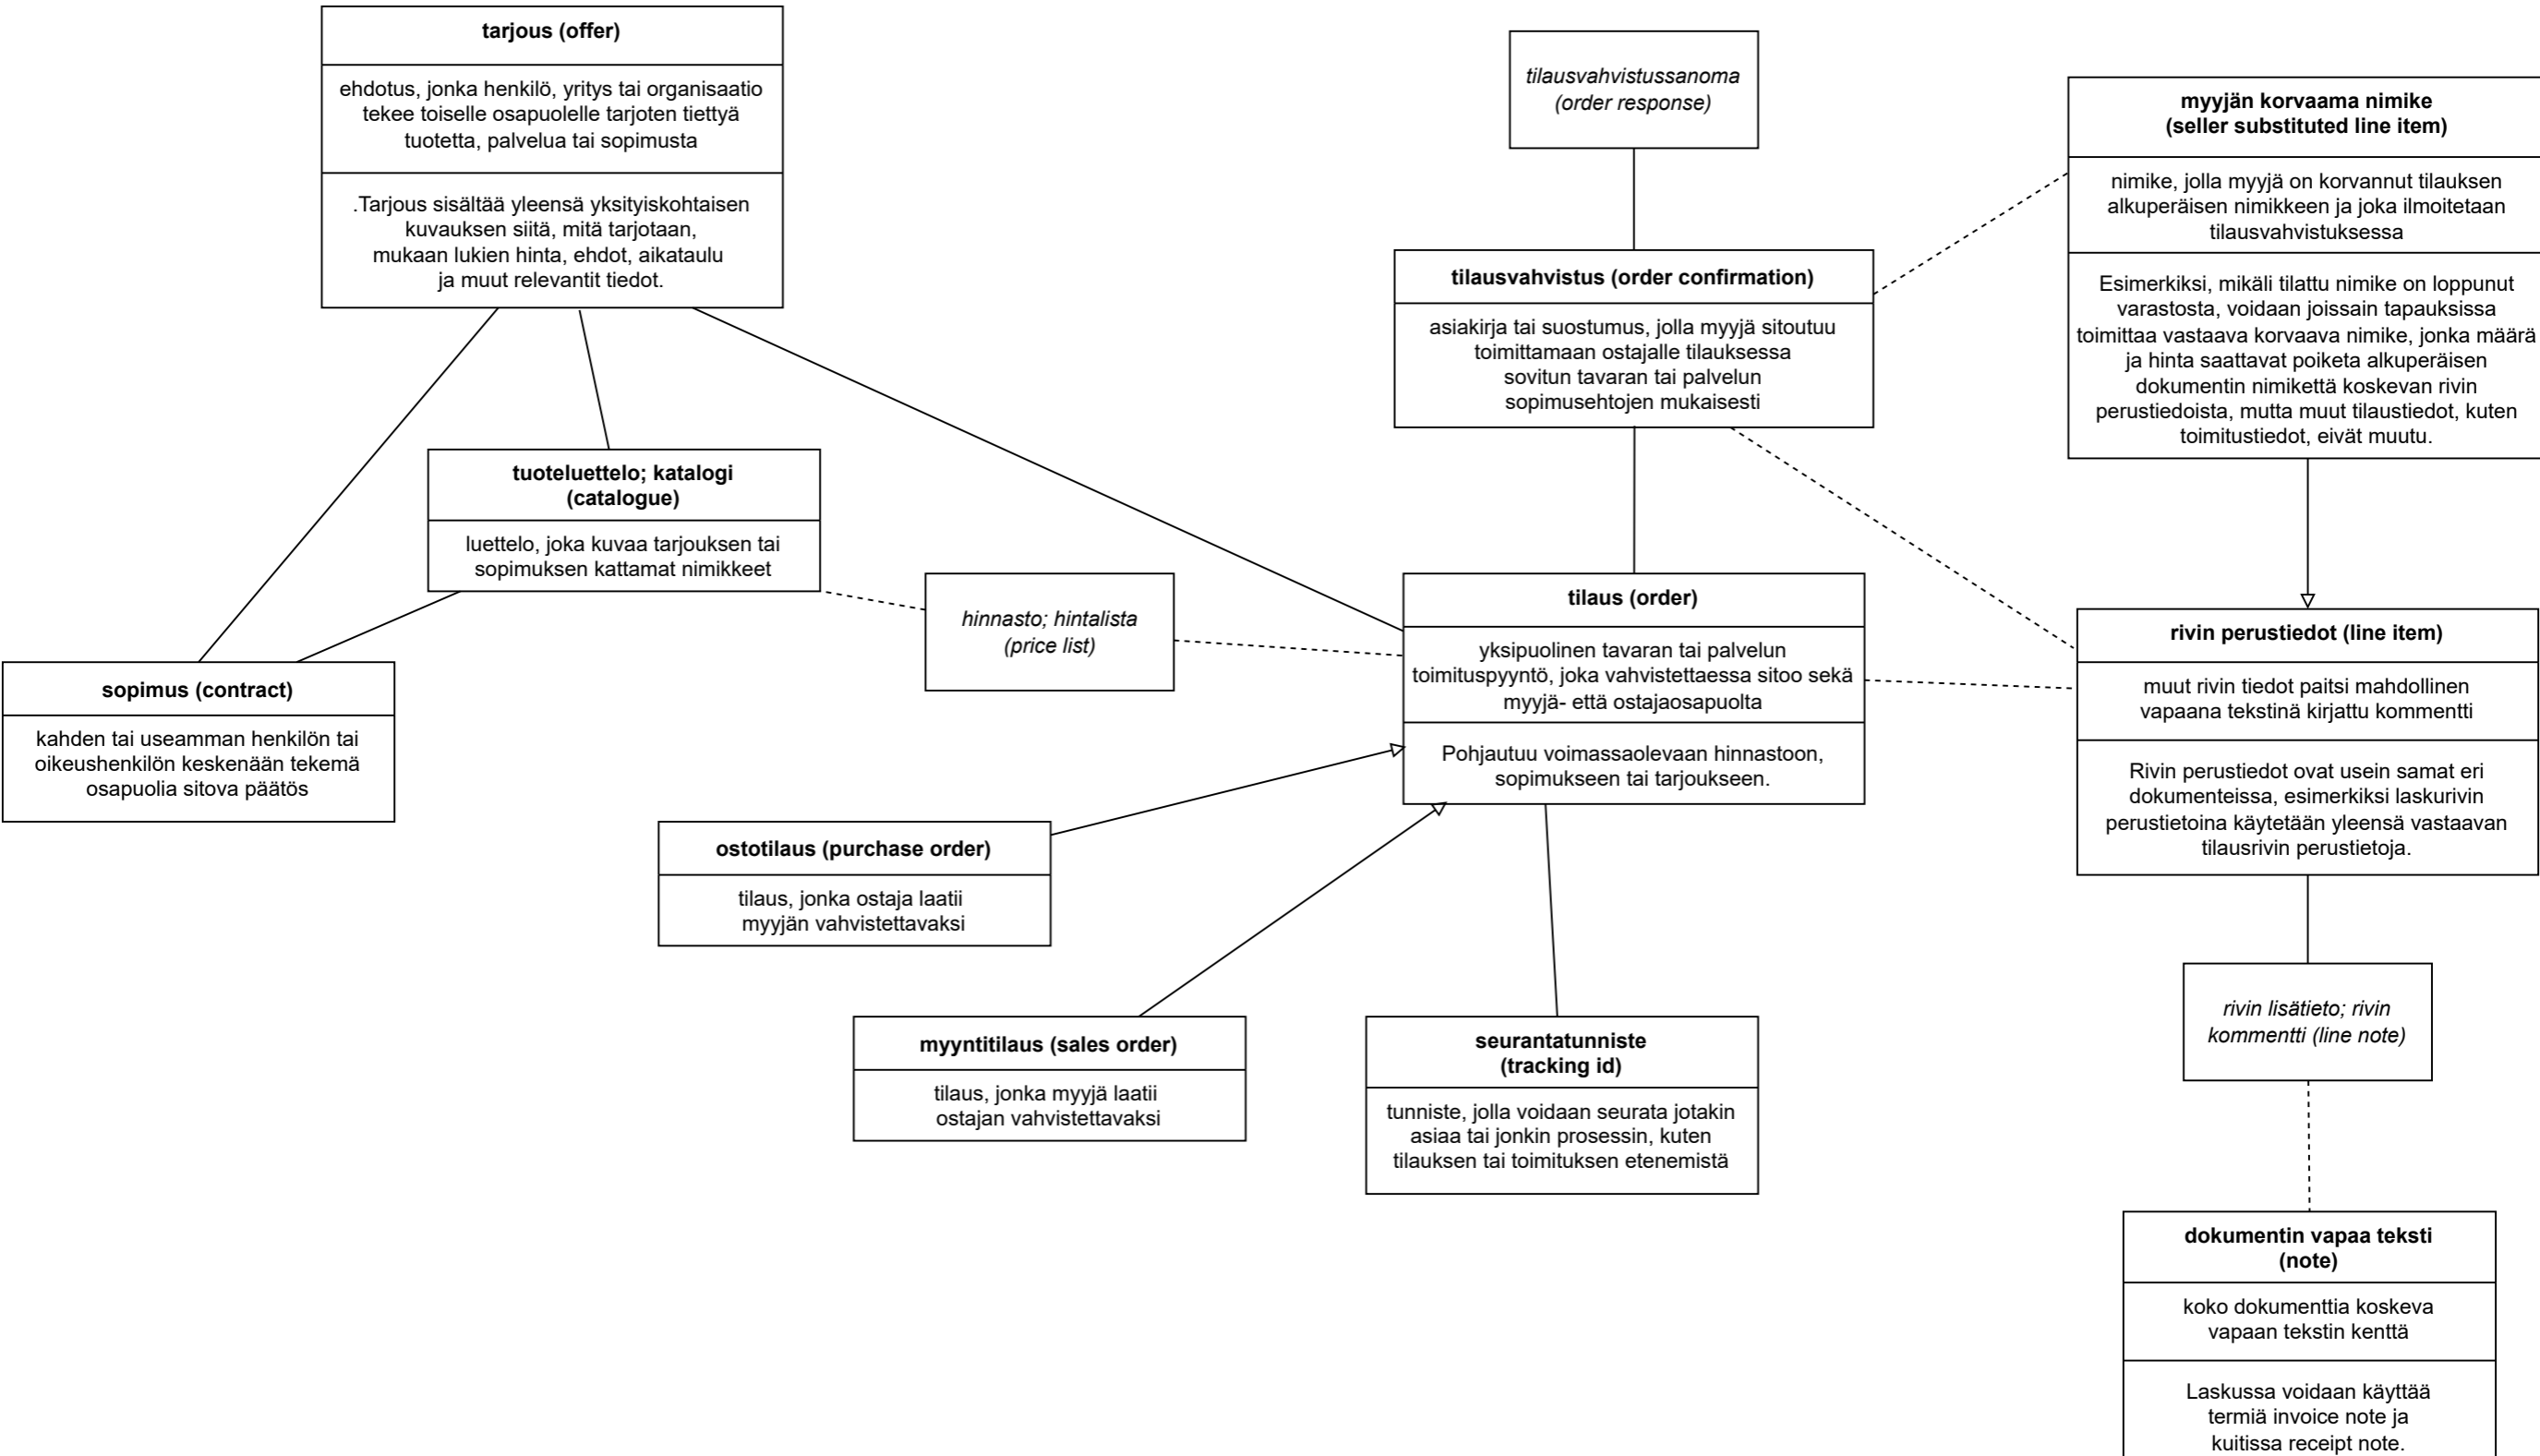 tarjous (offer)
ehdotus, jonka henkilö, yritys tai organisaatio
tekee toiselle osapuolelle tarjoten tiettyä
tuotetta, palvelua tai sopimusta
.Tarjous sisältää yleensä yksityiskohtaisen
kuvauksen siitä, mitä tarjotaan,
mukaan lukien hinta, ehdot, aikataulu
ja muut relevantit tiedot.
tilausvahvistussanoma
(order response)
myyjän korvaama nimike
(seller substituted line item)
nimike, jolla myyjä on korvannut tilauksen
alkuperäisen nimikkeen ja joka ilmoitetaan
tilausvahvistuksessa
Esimerkiksi, mikäli tilattu nimike on loppunut
varastosta, voidaan joissain tapauksissa
toimittaa vastaava korvaava nimike, jonka määrä
ja hinta saattavat poiketa alkuperäisen
dokumentin nimikettä koskevan rivin
perustiedoista, mutta muut tilaustiedot, kuten
toimitustiedot, eivät muutu.
tilausvahvistus (order confirmation)
asiakirja tai suostumus, jolla myyjä sitoutuu
toimittamaan ostajalle tilauksessa
sovitun tavaran tai palvelun
sopimusehtojen mukaisesti
tuoteluettelo; katalogi
(catalogue)
luettelo, joka kuvaa tarjouksen tai
sopimuksen kattamat nimikkeet
hinnasto; hintalista
(price list)
tilaus (order)
yksipuolinen tavaran tai palvelun
toimituspyyntö, joka vahvistettaessa sitoo sekä
myyjä- että ostajaosapuolta
Pohjautuu voimassaolevaan hinnastoon,
sopimukseen tai tarjoukseen.
rivin perustiedot (line item)
muut rivin tiedot paitsi mahdollinen
vapaana tekstinä kirjattu kommentti
Rivin perustiedot ovat usein samat eri
dokumenteissa, esimerkiksi laskurivin
perustietoina käytetään yleensä vastaavan
tilausrivin perustietoja.
sopimus (contract)
kahden tai useamman henkilön tai
oikeushenkilön keskenään tekemä
osapuolia sitova päätös
ostotilaus (purchase order)
tilaus, jonka ostaja laatii
myyjän vahvistettavaksi
myyntitilaus (sales order)
tilaus, jonka myyjä laatii
ostajan vahvistettavaksi
seurantatunniste
(tracking id)
tunniste, jolla voidaan seurata jotakin
asiaa tai jonkin prosessin, kuten
tilauksen tai toimituksen etenemistä
rivin lisätieto; rivin
kommentti (line note)
dokumentin vapaa teksti
(note)
koko dokumenttia koskeva
vapaan tekstin kenttä
Laskussa voidaan käyttää
termiä invoice note ja
kuitissa receipt note.